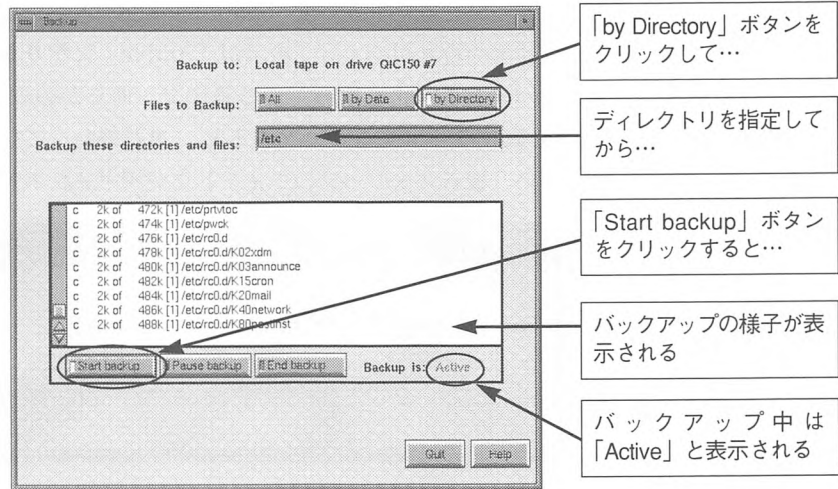 Backup
Backup to: Local tape on drive QIC150 #7
Files to Backup: All by Date by Directory
Backup these directories and files: /etc
c 2k of 472k [1] /etc/prtvtoc
c 2k of 474k [1] /etc/pwck
c 2k of 476k [1] /etc/rc0.d
c 2k of 478k [1] /etc/rc0.d/K02xdm
c 2k of 480k [1] /etc/rc0.d/K03announce
c 2k of 482k [1] /etc/rc0.d/K15cron
c 2k of 484k [1] /etc/rc0.d/K20mail
c 2k of 486k [1] /etc/rc0.d/K40network
c 2k of 488k [1] /etc/rc0.d/K80postinst
Start backup Pause backup End backup Backup is: Active
Quit Help
「by Directory」ボタンを
クリックして…
ディレクトリを指定して
から…
「Start backup」ボタン
をクリックすると…
バックアップの様子が表
示される
バックアップ中は
「Active」と表示される